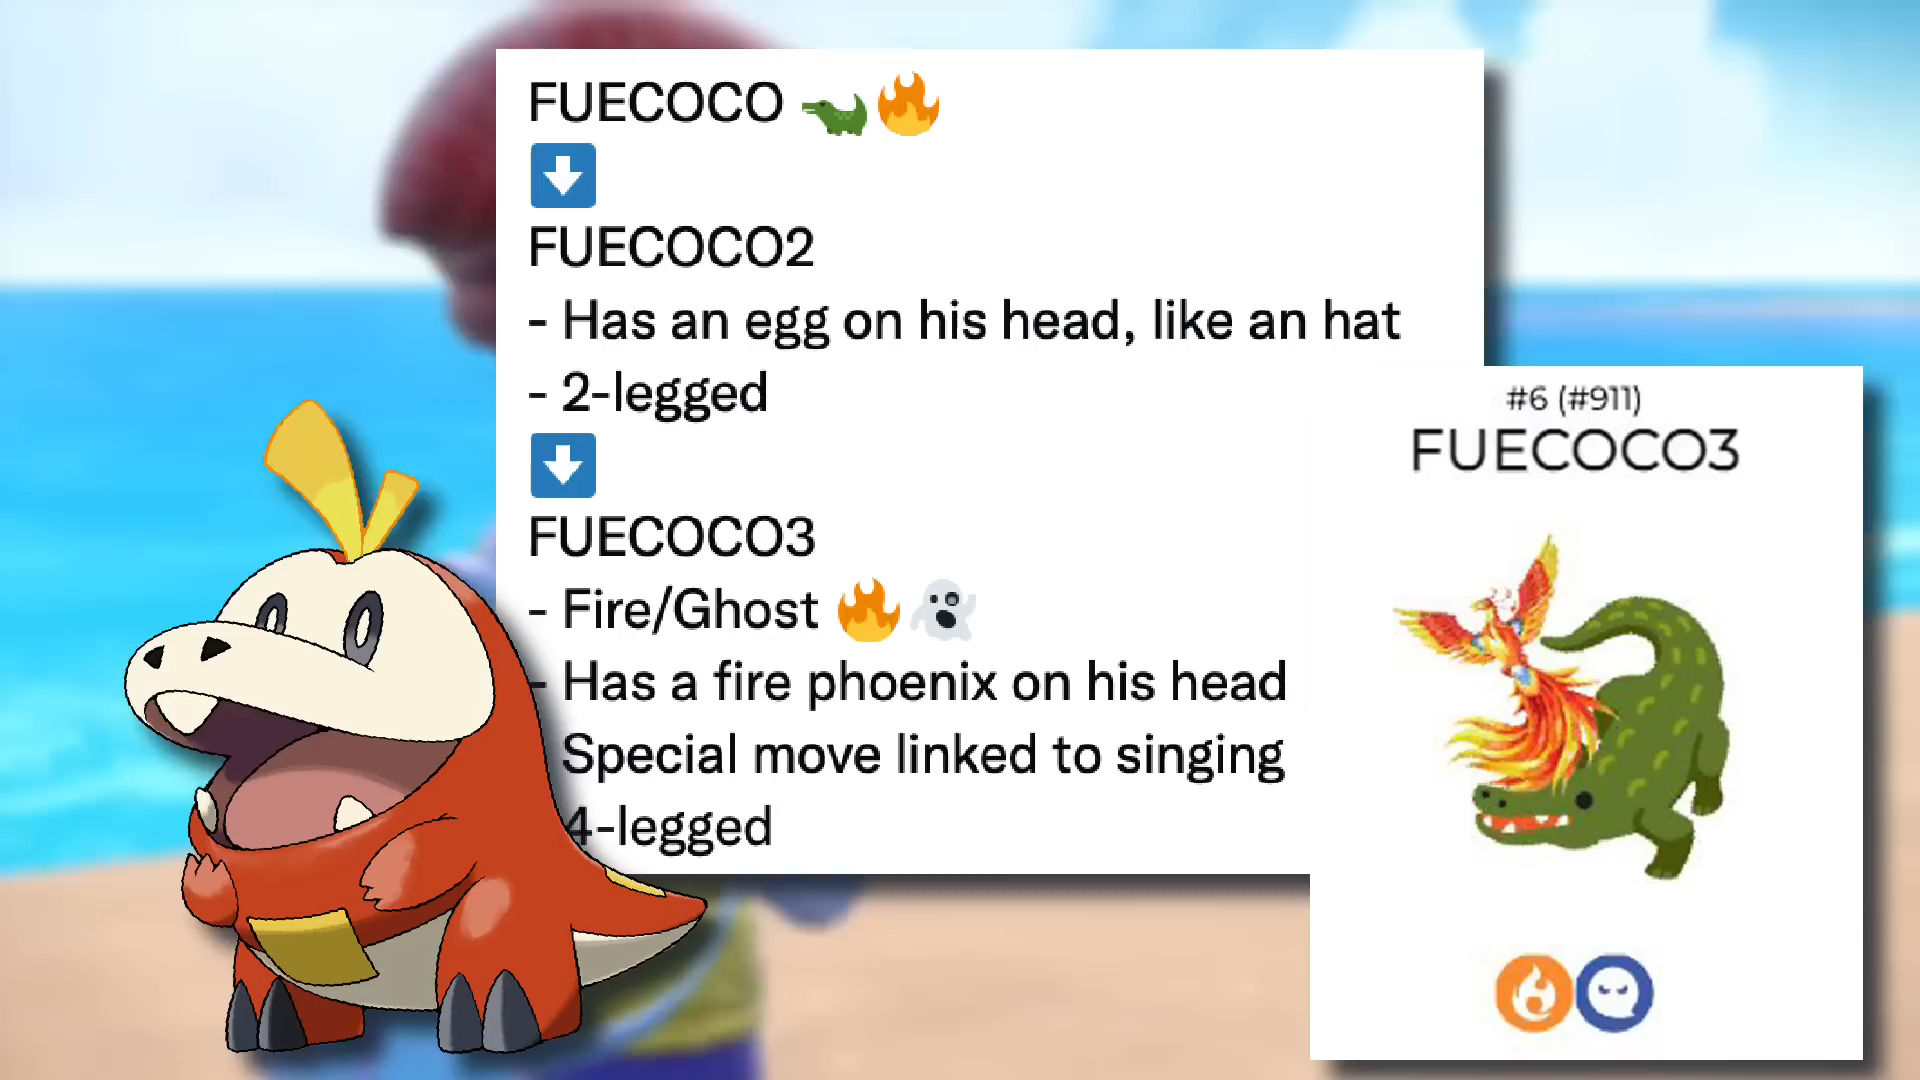 FUECOCO 🐊🔥
⬇️
FUECOCO2
- Has an egg on his head, like an hat
- 2-legged
⬇️
FUECOCO3
- Fire/Ghost 🔥👻
- Has a fire phoenix on his head
Special move linked to singing
4-legged
#6 (#911)
FUECOCO3